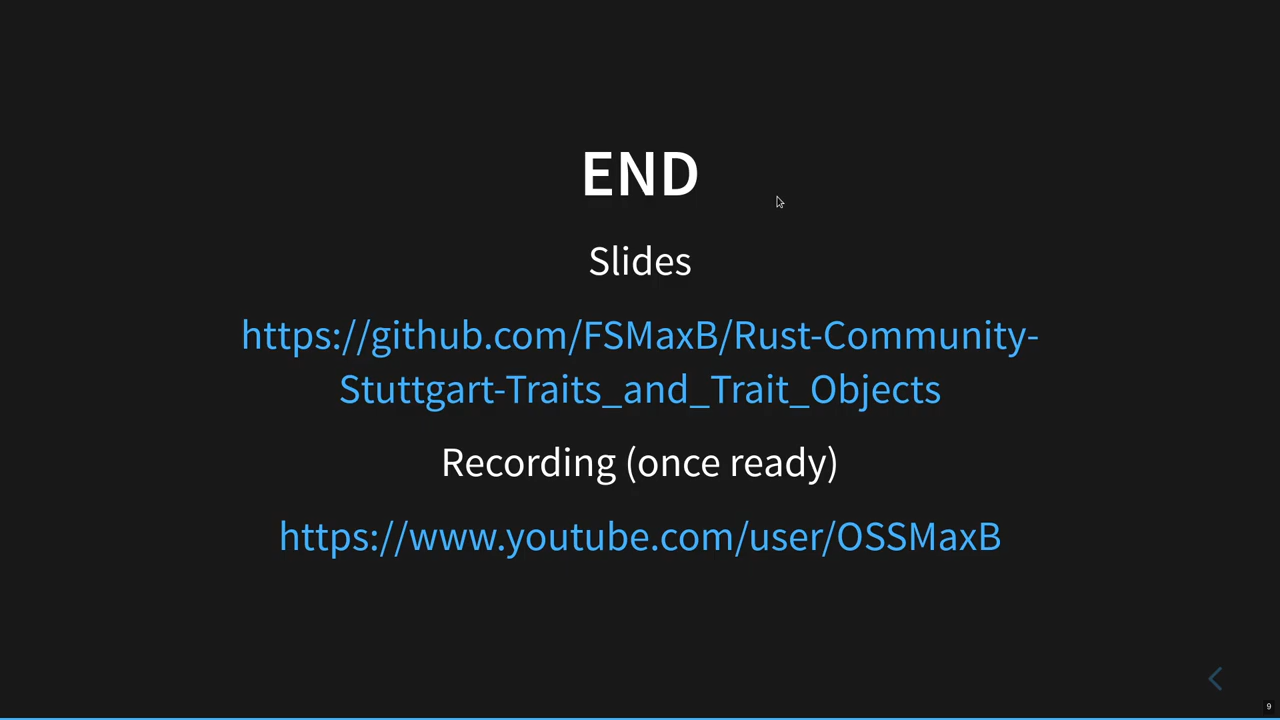 END
Slides
https://github.com/FSMaxB/Rust-Community-
Stuttgart-Traits_and_Trait_Objects
Recording (once ready)
https://www.youtube.com/user/OSSMaxB
9